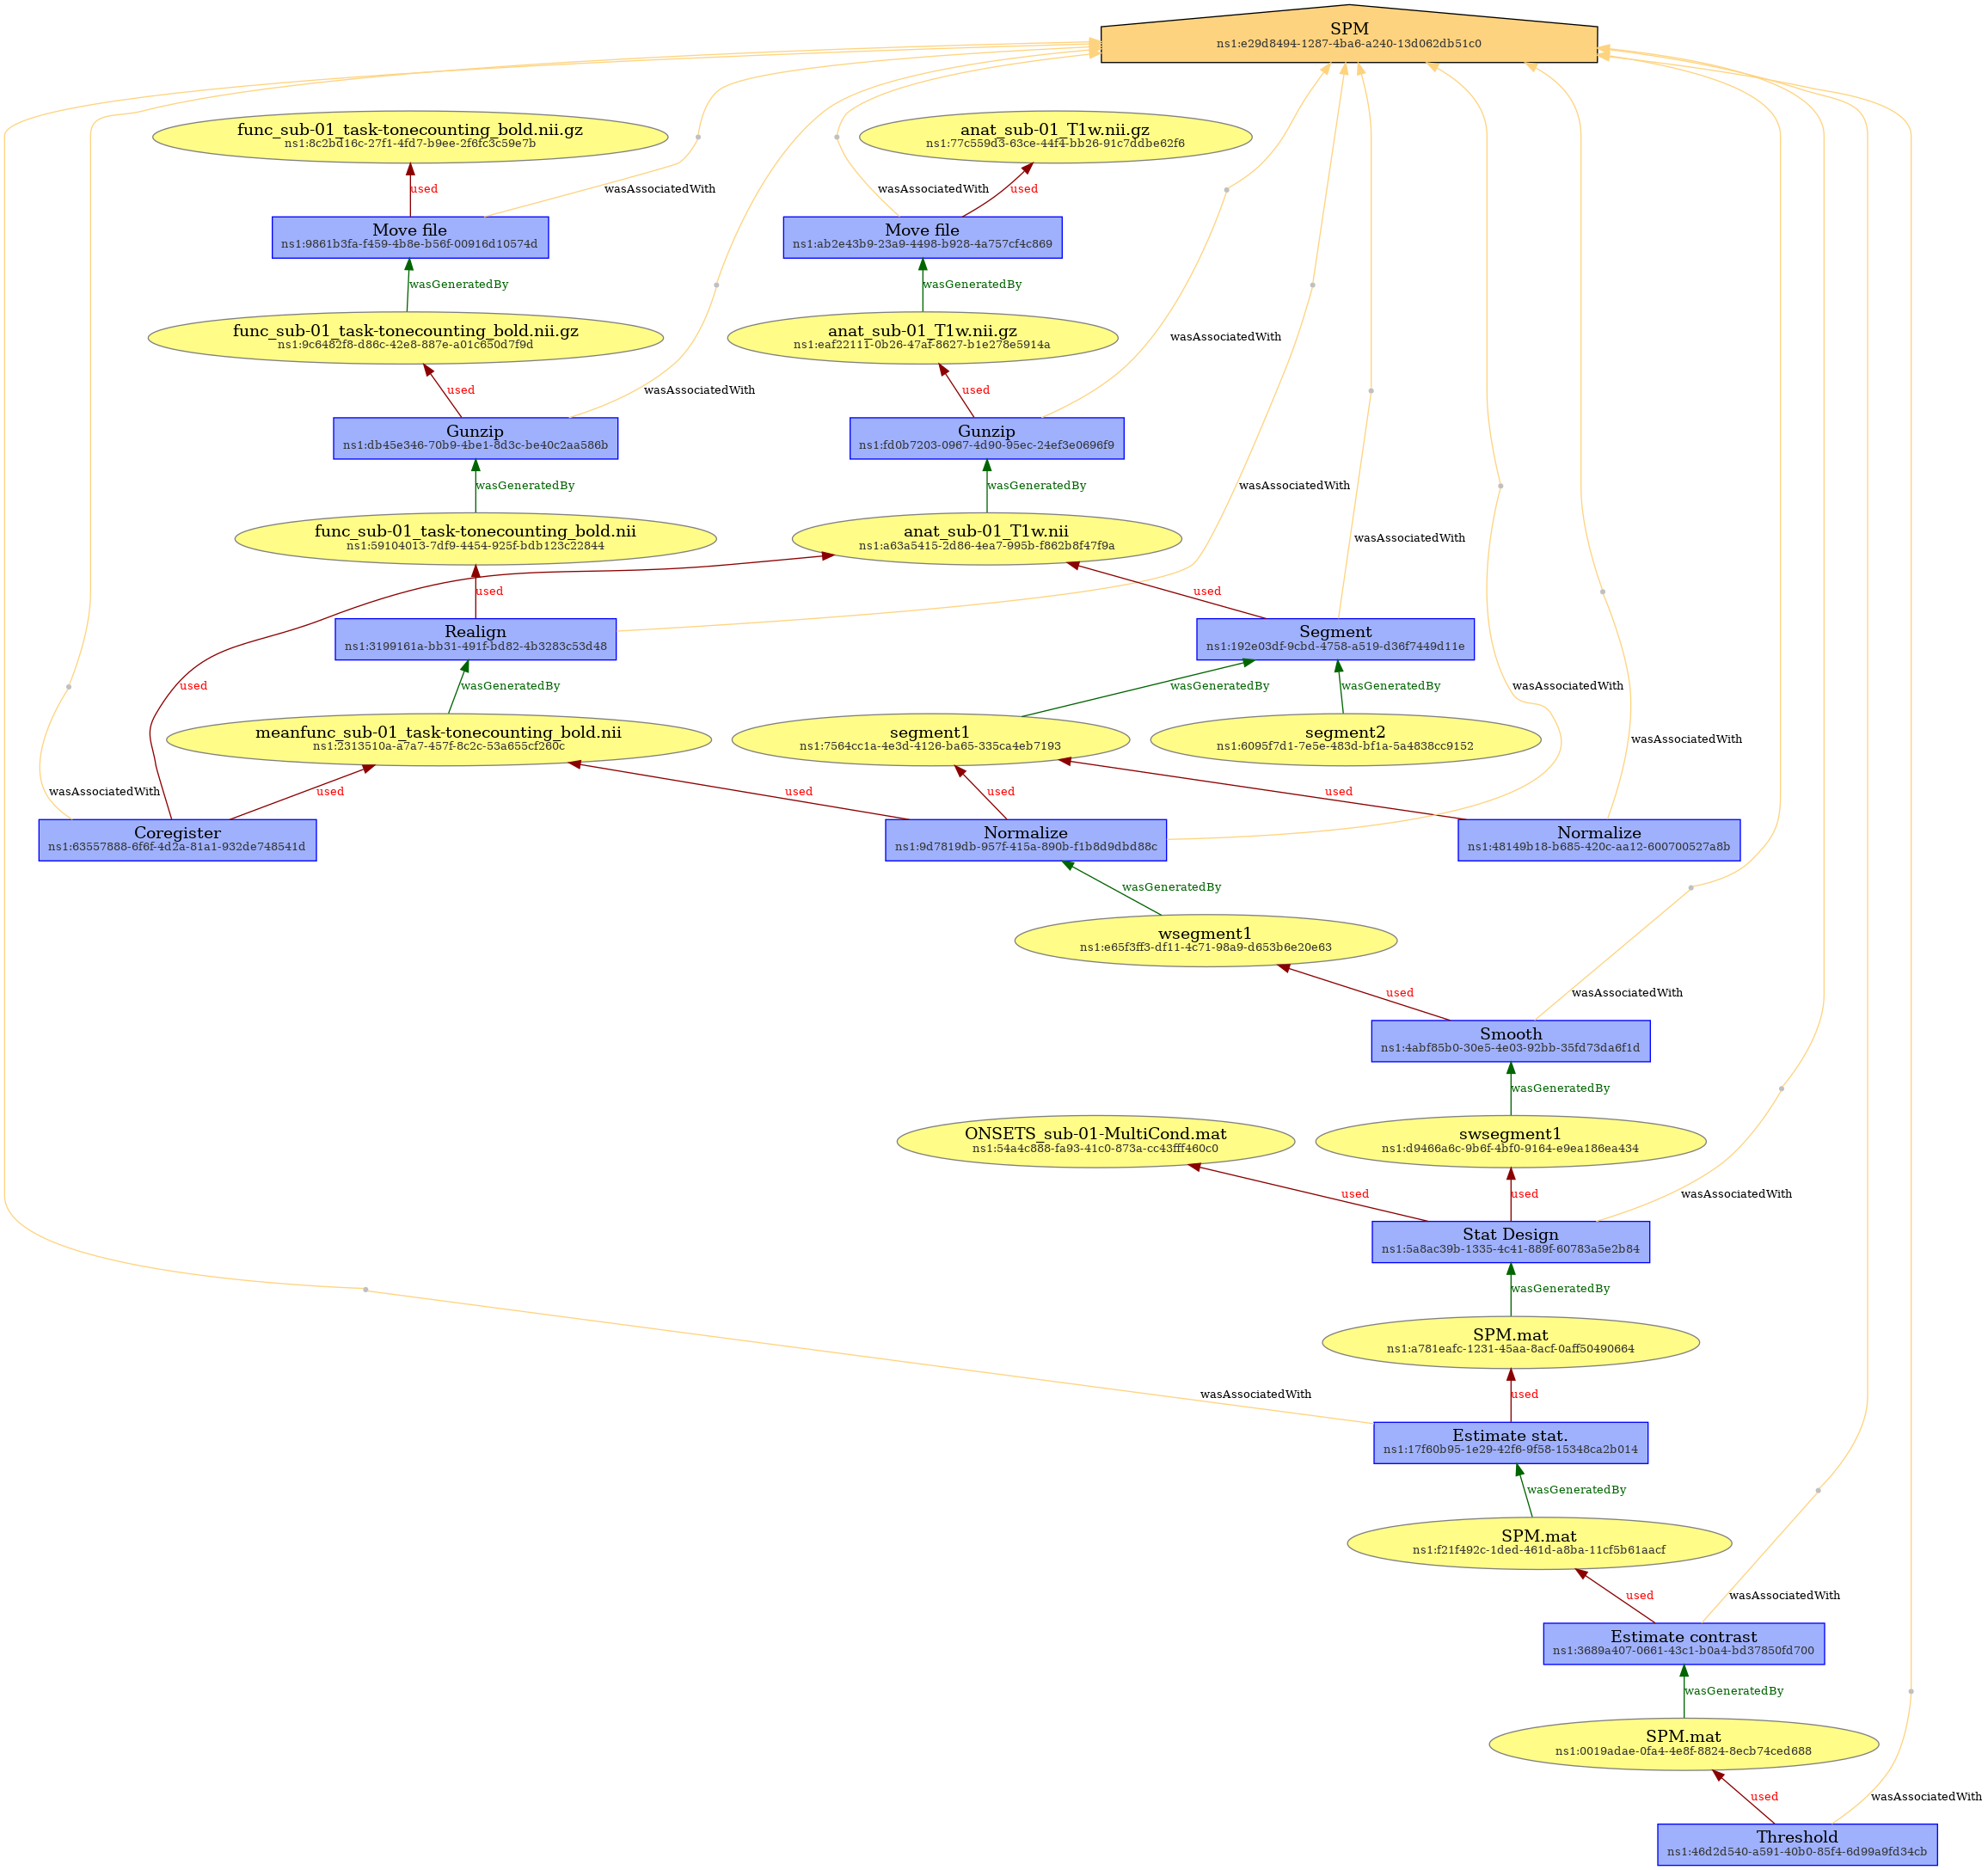 SPM
ns1:e29d8494-1287-4ba6-a240-13d062db51c0
func_sub-01_task-tonecounting_bold.nii.gz
ns1:8c2bd16c-27f1-4fd7-b9ee-2f6fc3c59e7b
anat_sub-01_T1w.nii.gz
ns1:77c559d3-63ce-44f4-bb26-91c7ddbe62f6
used
wasAssociatedWith
wasAssociatedWith
used
Move file
ns1:9861b3fa-f459-4b8e-b56f-00916d10574d
Move file
ns1:ab2e43b9-23a9-4498-b928-4a757cf4c869
wasGeneratedBy
wasGeneratedBy
func_sub-01_task-tonecounting_bold.nii.gz
ns1:9c6482f8-d86c-42e8-887e-a01c650d7f9d
anat_sub-01_T1w.nii.gz
ns1:eaf22111-0b26-47af-8627-b1e278e5914a
wasAssociatedWith
used
wasAssociatedWith
used
Gunzip
ns1:db45e346-70b9-4be1-8d3c-be40c2aa586b
Gunzip
ns1:fd0b7203-0967-4d90-95ec-24ef3e0696f9
wasGeneratedBy
wasGeneratedBy
wasAssociatedWith
func_sub-01_task-tonecounting_bold.nii
ns1:59104013-7df9-4454-925f-bdb123c22844
anat_sub-01_T1w.nii
ns1:a63a5415-2d86-4ea7-995b-f862b8f47f9a
wasAssociatedWith
used
used
Realign
ns1:3199161a-bb31-491f-bd82-4b3283c53d48
Segment
ns1:192e03df-9cbd-4758-a519-d36f7449d11e
used
wasGeneratedBy
wasGeneratedBy
wasGeneratedBy
wasAssociatedWith
meanfunc_sub-01_task-tonecounting_bold.nii
ns1:2313510a-a7a7-457f-8c2c-53a655cf260c
segment1
ns1:7564cc1a-4e3d-4126-ba65-335ca4eb7193
segment2
ns1:6095f7d1-7e5e-483d-bf1a-5a4838cc9152
wasAssociatedWith
wasAssociatedWith
used
used
used
used
Coregister
ns1:63557888-6f6f-4d2a-81a1-932de748541d
Normalize
ns1:9d7819db-957f-415a-890b-f1b8d9dbd88c
Normalize
ns1:48149b18-b685-420c-aa12-600700527a8b
wasGeneratedBy
wsegment1
ns1:e65f3ff3-df11-4c71-98a9-d653b6e20e63
used
wasAssociatedWith
Smooth
ns1:4abf85b0-30e5-4e03-92bb-35fd73da6f1d
wasGeneratedBy
ONSETS_sub-01-MultiCond.mat
ns1:54a4c888-fa93-41c0-873a-cc43fff460c0
swsegment1
ns1:d9466a6c-9b6f-4bf0-9164-e9ea186ea434
used
used
wasAssociatedWith
Stat Design
ns1:5a8ac39b-1335-4c41-889f-60783a5e2b84
wasGeneratedBy
SPM.mat
ns1:a781eafc-1231-45aa-8acf-0aff50490664
wasAssociatedWith
used
Estimate stat.
ns1:17f60b95-1e29-42f6-9f58-15348ca2b014
wasGeneratedBy
SPM.mat
ns1:f21f492c-1ded-461d-a8ba-11cf5b61aacf
used
wasAssociatedWith
Estimate contrast
ns1:3689a407-0661-43c1-b0a4-bd37850fd700
wasGeneratedBy
SPM.mat
ns1:0019adae-0fa4-4e8f-8824-8ecb74ced688
used
wasAssociatedWith
Threshold
ns1:46d2d540-a591-40b0-85f4-6d99a9fd34cb